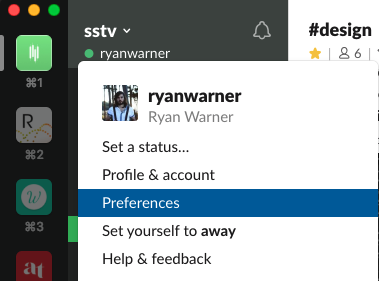 sstv
ryanwarner
#design
6
⌘1
R
⌘2
W
⌘3
at
ryanwarner
Ryan Warner
Set a status...
Profile & account
Preferences
Set yourself to away
Help & feedback